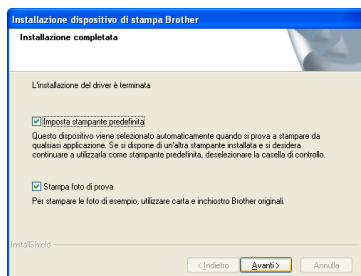 Installazione dispositivo di stampa Brother
Installazione completata
L'installazione del driver è terminata
Imposta stampante predefinita
Questo dispositivo viene selezionato automaticamente quando si prova a stampare da
qualsiasi applicazione. Se si dispone di un'altra stampante installata e si desidera
continuare a utilizzarla come stampante predefinita, deselezionare la casella di controllo.
Stampa foto di prova
Per stampare le foto di esempio, utilizzare carta e inchiostro Brother originali.
InstallShield
< Indietro
Avanti >
Annulla